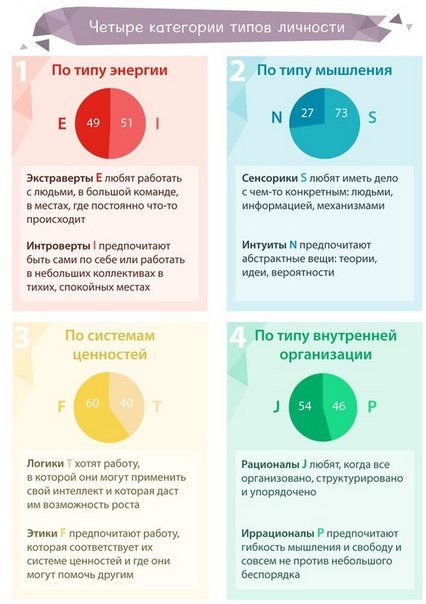 Четыре категории типов личности
1
По типу энергии
E
49
51
I
Экстраверты E любят работать
с людьми, в большой команде,
в местах, где постоянно что-то
происходит
Интроверты I предпочитают
быть сами по себе или работать
в небольших коллективах в
тихих, спокойных местах
2
По типу мышления
N
27
73
S
Сенсорики S любят иметь дело
с чем-то конкретным: людьми,
информацией, механизмами
Интуиты N предпочитают
абстрактные вещи: теории,
идеи, вероятности
3
По системам
ценностей
F
60
40
T
Логики T хотят работу,
в которой они могут применить
свой интеллект и которая даст
им возможность роста
Этики F предпочитают работу,
которая соответствует их
системе ценностей и где они
могут помочь другим
4
По типу внутренней
организации
J
54
46
P
Рационалы J любят, когда все
организовано, структурировано
и упорядочено
Иррационалы P предпочитают
гибкость мышления и свободу и
совсем не против небольшого
беспорядка